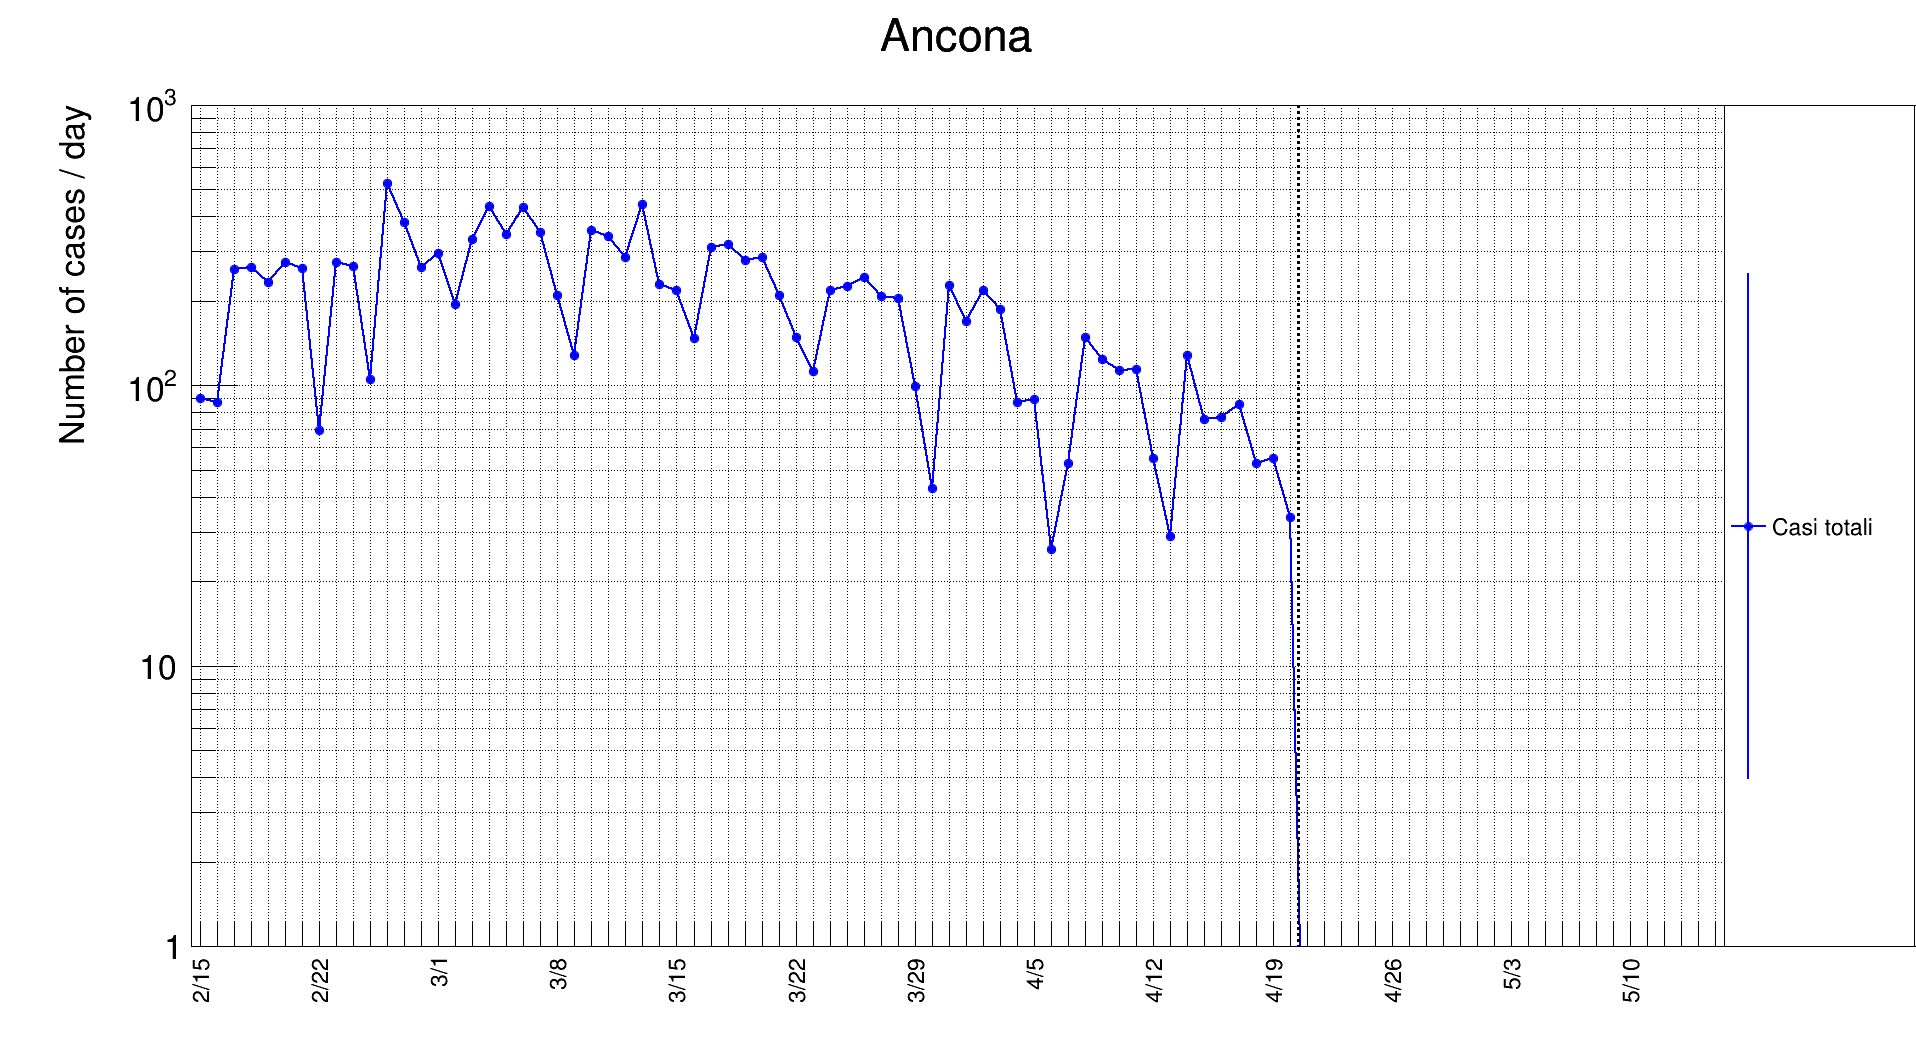 Ancona
Number of cases / day
10³
10²
10
1
2/15 2/22 3/1 3/8 3/15 3/22 3/29 4/5 4/12 4/19 4/26 5/3 5/10
Casi totali